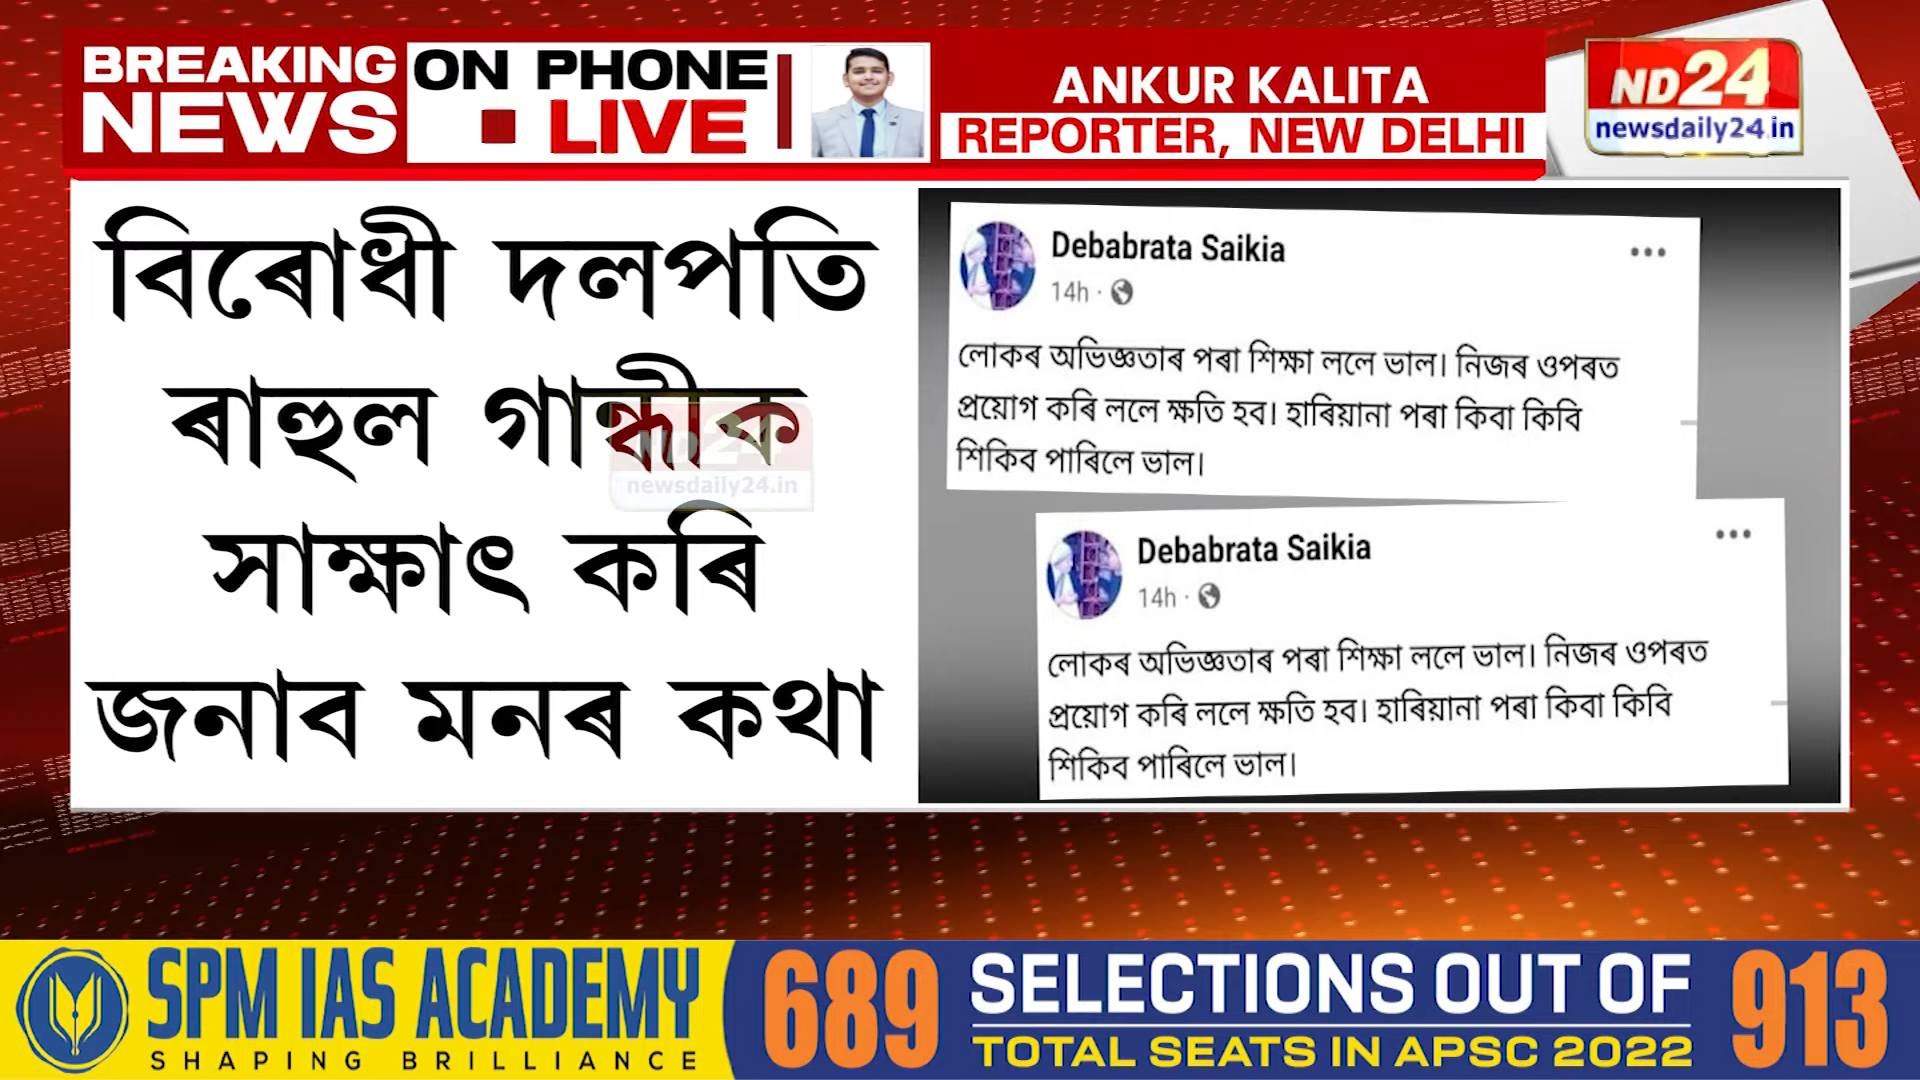 BREAKING
NEWS
ON PHONE
LIVE
ANKUR KALITA
REPORTER, NEW DELHI
ND24
newsdaily24.in
বিৰোধী দলপতি
ৰাহুল গান্ধীক
সাক্ষাৎ কৰি
জনাব মনৰ কথা
ND24
newsdaily24.in
Debabrata Saikia
14h ·
লোকৰ অভিজ্ঞতাৰ পৰা শিক্ষা ললে ভাল। নিজৰ ওপৰত
প্ৰয়োগ কৰি ললে ক্ষতি হব। হাৰিয়ানা পৰা কিবা কিবি
শিকিব পাৰিলে ভাল।
Debabrata Saikia
14h ·
লোকৰ অভিজ্ঞতাৰ পৰা শিক্ষা ললে ভাল। নিজৰ ওপৰত
প্ৰয়োগ কৰি ললে ক্ষতি হব। হাৰিয়ানা পৰা কিবা কিবি
শিকিব পাৰিলে ভাল।
SPM IAS ACADEMY
SHAPING BRILLIANCE
689
SELECTIONS OUT OF
TOTAL SEATS IN APSC 2022
913